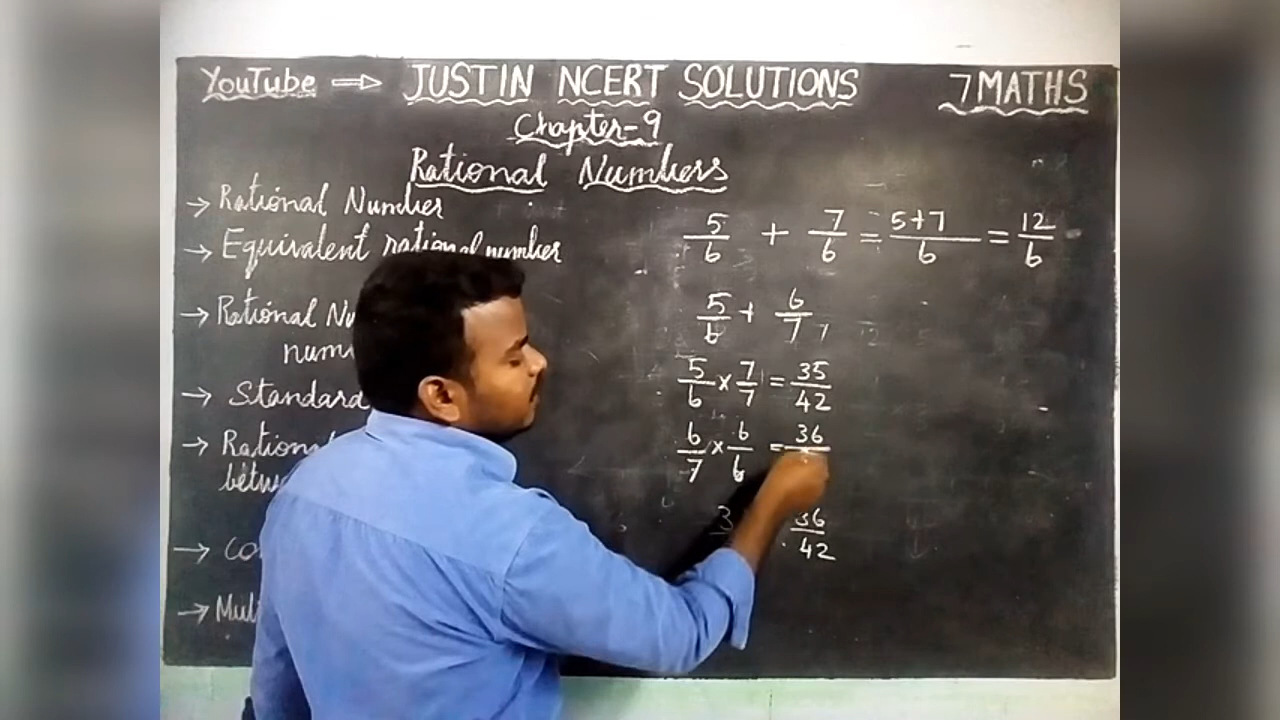 YouTube → JUSTIN NCERT SOLUTIONS 7 MATHS
Chapter-9
Rational Numbers
→ Rational Number
→ Equivalent rational number
→ Rational
→ Standard
→
→
→
5/6 + 7/6 = 5+7/6 = 12/6
5/6 + 6/7
5/6 × 7/7 = 35/42
6/7 × 6/6 = 36
36/42